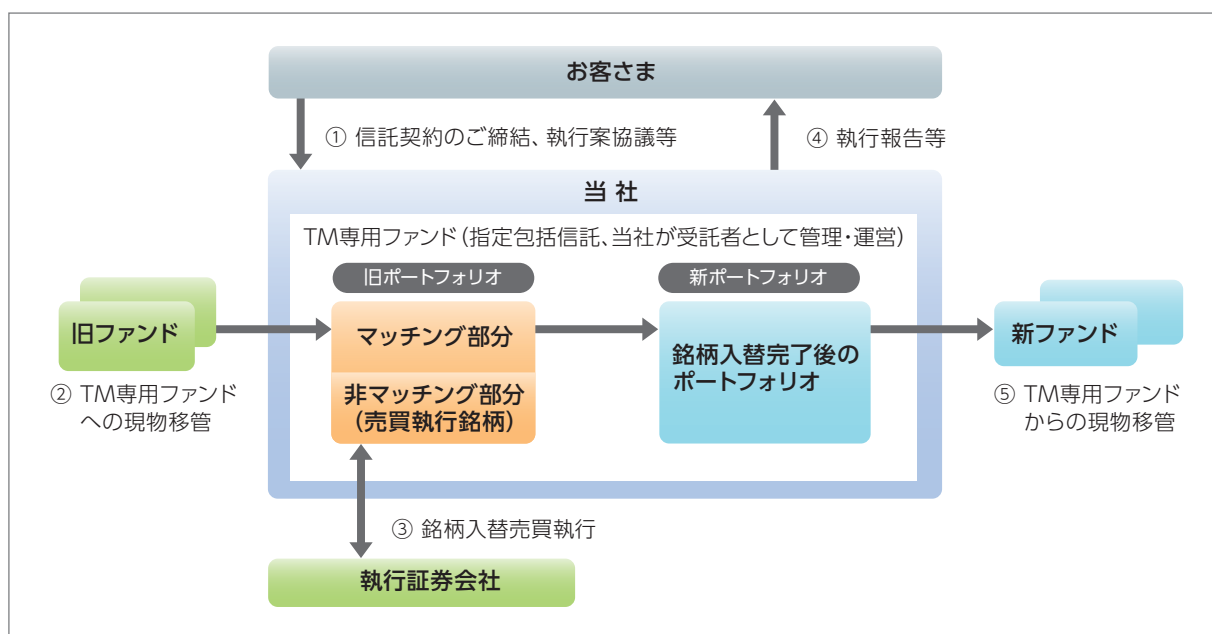 お客さま
① 信託契約のご締結、執行案協議等
④ 執行報告等
当 社
TM専用ファンド(指定包括信託、当社が受託者として管理・運営)
旧ポートフォリオ
新ポートフォリオ
旧ファンド
マッチング部分
非マッチング部分
(売買執行銘柄)
銘柄入替完了後の
ポートフォリオ
新ファンド
② TM専用ファンド
への現物移管
⑤ TM専用ファンド
からの現物移管
③ 銘柄入替売買執行
執行証券会社